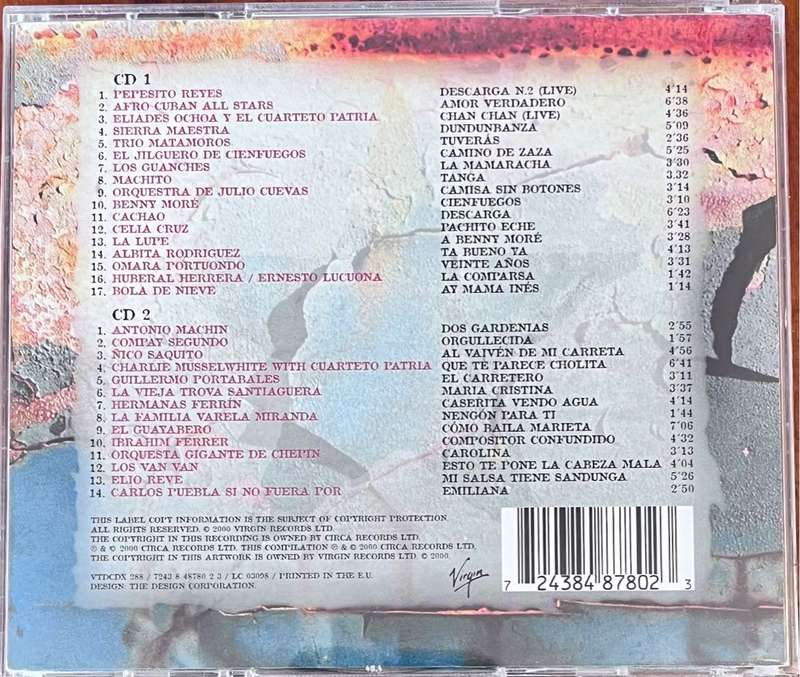 CD 1
1. PEPESITO REYES DESCARGA N.2 (LIVE) 4'14
2. AFRO CUBAN ALL STARS AMOR VERDADERO 6'38
3. ELIADES OCHOA Y EL CUARTETO PATRIA CHAN CHAN (LIVE) 4'36
4. SIERRA MAESTRA DUNDUNBANZA 5'09
5. TRIO MATAMOROS TUVERÁS 2'36
6. EL JILGUERO DE CIENFUEGOS CAMINO DE ZAZA 5'25
7. LOS GUANCHES LA MAMARACHA 3'30
8. MACHITO TANGA 3.32
9. ORQUESTRA DE JULIO CUEVAS CAMISA SIN BOTONES 3'14
10. BENNY MORÉ CIENFUEGOS 3'10
11. CACHAO DESCARGA 6'23
12. CELIA CRUZ PACHITO ECHE 3'41
13. LA LUPE A BENNY MORÉ 3'28
14. ALBITA RODRIGUEZ TA BUENO YA 4'13
15. OMARA PORTUONDO VEINTE AÑOS 3'31
16. HUBERAL HERRERA / ERNESTO LUCUONA LA COMPARSA 1'42
17. BOLA DE NIEVE AY MAMA INÉS 1'14
CD 2
1. ANTONIO MACHIN DOS GARDENIAS 2'55
2. COMPAY SEGUNDO ORGULLECIDA 1'57
3. ÑICO SAQUITO AL VAIVÉN DE MI CARRETA 4'56
4. CHARLIE MUSSELWHITE WITH CUARTETO PATRIA QUE TE PARECE CHOLITA 6'41
5. GUILLERMO PORTABALES EL CARRETERO 3'11
6. LA VIEJA TROVA SANTIAGUERA MARIA CRISTINA 3'37
7. HERMANAS FERRÍN CASERITA VENDO AGUA 4'14
8. LA FAMILIA VARELA MIRANDA NENGÓN PARA TI 1'44
9. EL GUAYABERO CÓMO BAILA MARIETA 7'06
10. IBRAHIM FERRER COMPOSITOR CONFUNDIDO 4'32
11. ORQUESTA GIGANTE DE CHEPIN CAROLINA 3'13
12. LOS VAN VAN ESTO TE PONE LA CABEZA MALA 4'04
13. ELIO REVE MI SALSA TIENE SANDUNGA 5'26
14. CARLOS PUEBLA SI NO FUERA POR EMILIANA 2'50
THIS LABEL COPY INFORMATION IS THE SUBJECT OF COPYRIGHT PROTECTION.
ALL RIGHTS RESERVED. © 2000 VIRGIN RECORDS LTD.
THE COPYRIGHT IN THIS RECORDING IS OWNED BY CIRCA RECORDS LTD.
℗ & © 2000 CIRCA RECORDS LTD. THIS COMPILATION ℗ & © 2000 CIRCA RECORDS LTD.
THE COPYRIGHT IN THIS ARTWORK IS OWNED BY VIRGIN RECORDS LTD. © 2000.
VTDCDX 288 / 7243 8 48780 2 3 / LC 03098 / PRINTED IN THE E.U.
DESIGN: THE DESIGN CORPORATION.
Virgin
7 24384 87802 3